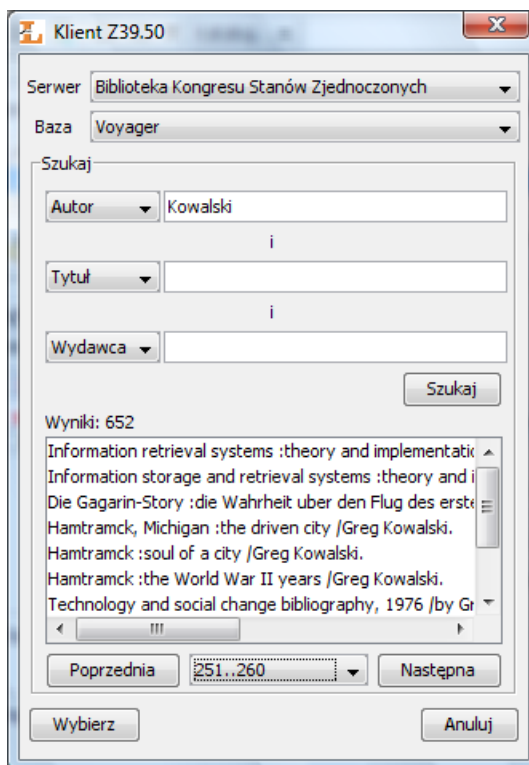 Klient Z39.50
Serwer Biblioteka Kongresu Stanów Zjednoczonych
Baza Voyager
Szukaj
Autor Kowalski
i
Tytuł
i
Wydawca
Szukaj
Wyniki: 652
Information retrieval systems :theory and implementatic
Information storage and retrieval systems :theory and i
Die Gagarin-Story :die Wahrheit uber den Flug des erste
Hamtramck, Michigan :the driven city /Greg Kowalski.
Hamtramck :soul of a city /Greg Kowalski.
Hamtramck :the World War II years /Greg Kowalski.
Technology and social change bibliography, 1976 /by Gr
Poprzednia 251..260 Następna
Wybierz Anuluj